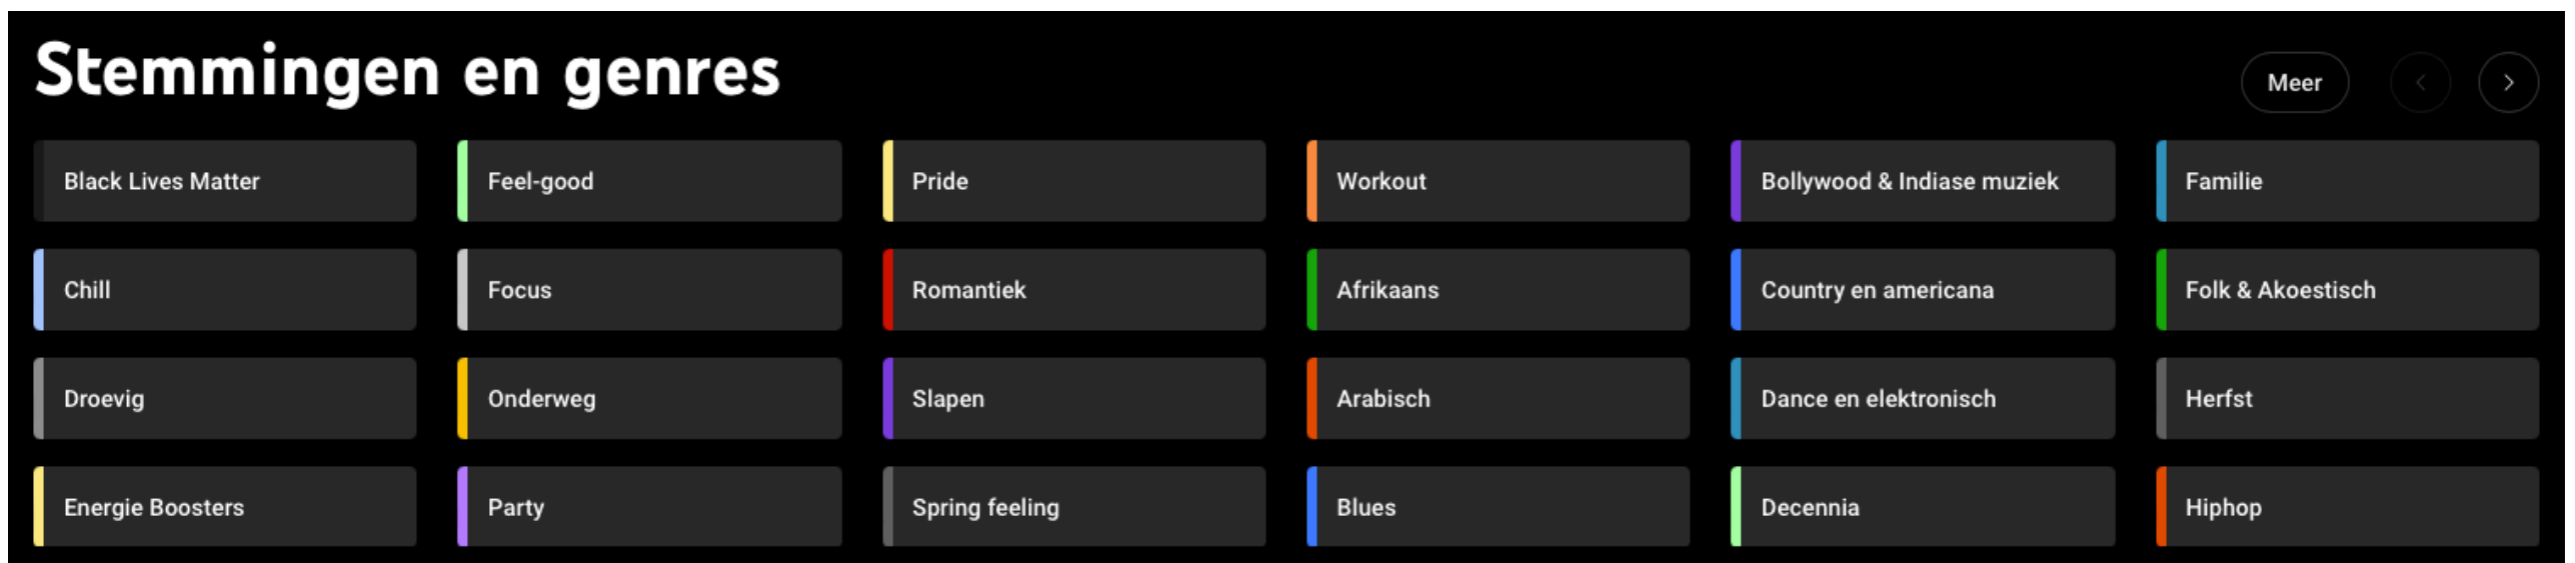 Stemmingen en genres
Meer
Black Lives Matter
Feel-good
Pride
Workout
Bollywood & Indiase muziek
Familie
Chill
Focus
Romantiek
Afrikaans
Country en americana
Folk & Akoestisch
Droevig
Onderweg
Slapen
Arabisch
Dance en elektronisch
Herfst
Energie Boosters
Party
Spring feeling
Blues
Decennia
Hiphop